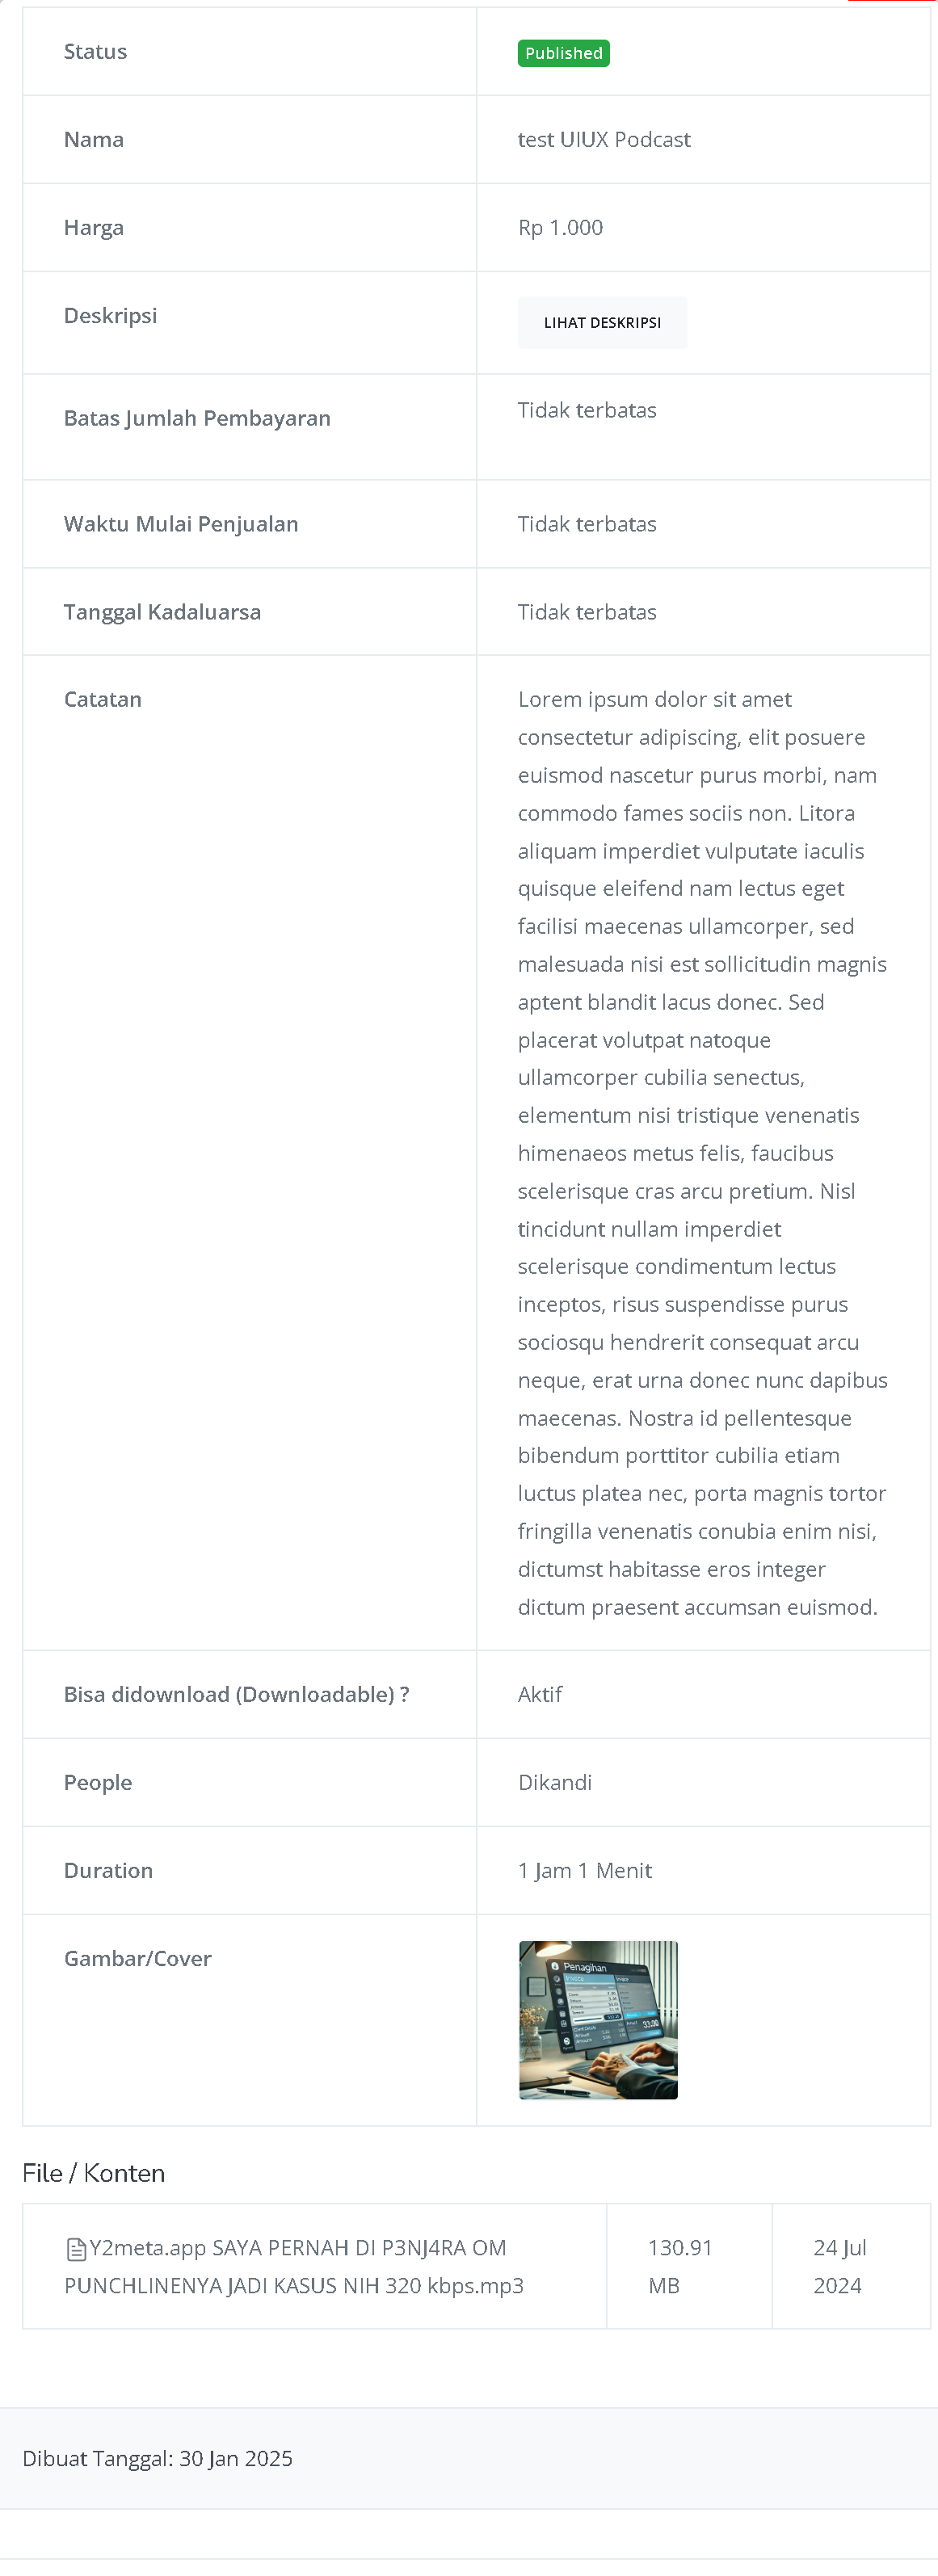 Status
Published
Nama
test UIUX Podcast
Harga
Rp 1.000
Deskripsi
LIHAT DESKRIPSI
Batas Jumlah Pembayaran
Tidak terbatas
Waktu Mulai Penjualan
Tidak terbatas
Tanggal Kadaluarsa
Tidak terbatas
Catatan
Lorem ipsum dolor sit amet
consectetur adipiscing, elit posuere
euismod nascetur purus morbi, nam
commodo fames sociis non. Litora
aliquam imperdiet vulputate iaculis
quisque eleifend nam lectus eget
facilisi maecenas ullamcorper, sed
malesuada nisi est sollicitudin magnis
aptent blandit lacus donec. Sed
placerat volutpat natoque
ullamcorper cubilia senectus,
elementum nisi tristique venenatis
himenaeos metus felis, faucibus
scelerisque cras arcu pretium. Nisl
tincidunt nullam imperdiet
scelerisque condimentum lectus
inceptos, risus suspendisse purus
sociosqu hendrerit consequat arcu
neque, erat urna donec nunc dapibus
maecenas. Nostra id pellentesque
bibendum porttitor cubilia etiam
luctus platea nec, porta magnis tortor
fringilla venenatis conubia enim nisi,
dictumst habitasse eros integer
dictum praesent accumsan euismod.
Bisa didownload (Downloadable) ?
Aktif
People
Dikandi
Duration
1 Jam 1 Menit
Gambar/Cover
Penagihan
File / Konten
Y2meta.app SAYA PERNAH DI P3NJ4RA OM
PUNCHLINENYA JADI KASUS NIH 320 kbps.mp3
130.91
MB
24 Jul
2024
Dibuat Tanggal: 30 Jan 2025